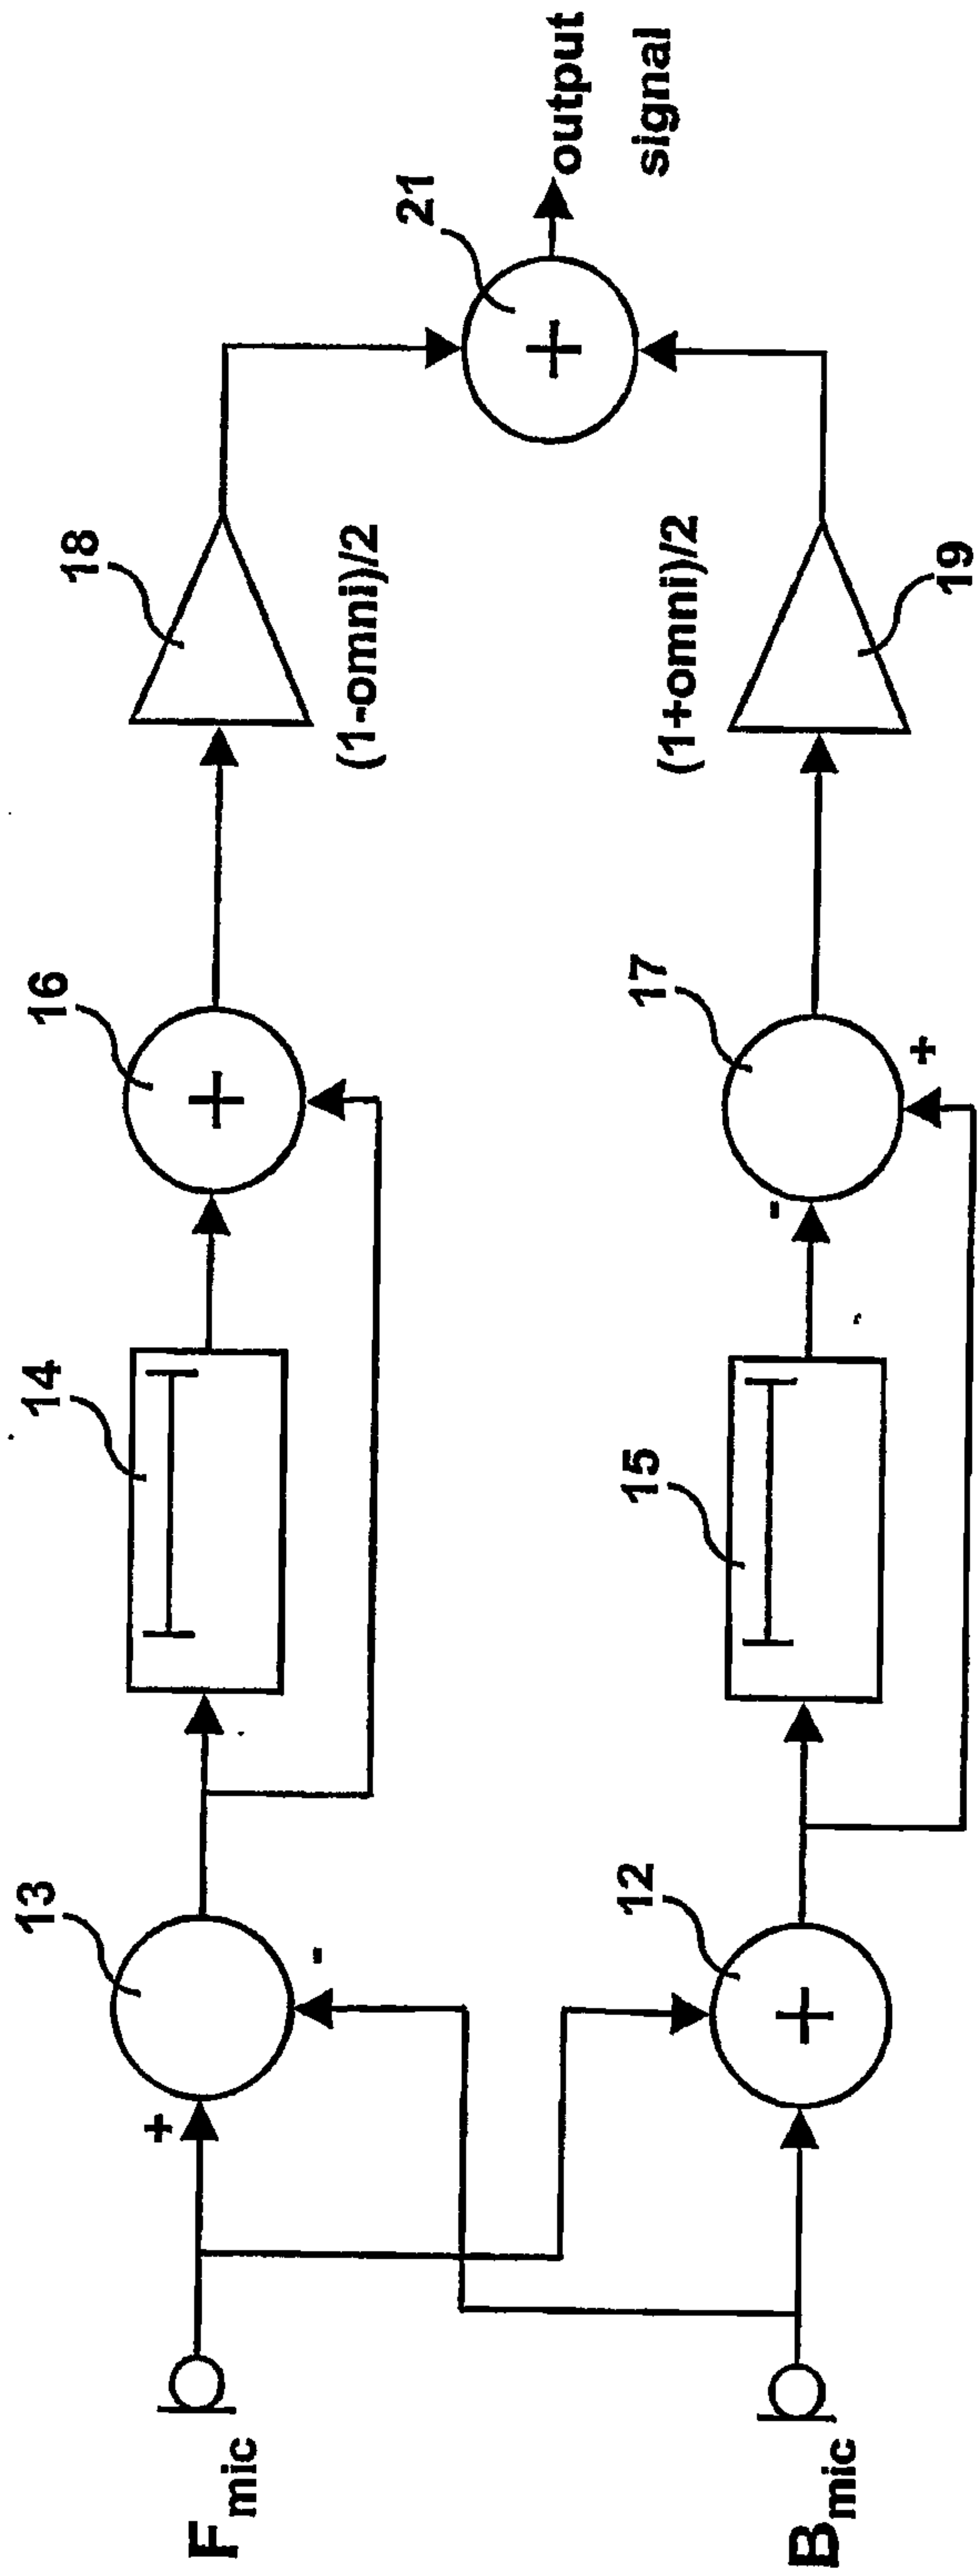 F mic
B mic
+
-
13
12
+
14
15
16
+
17
-
+
18
(1-omni)/2
(1+omni)/2
19
21
+
output
signal